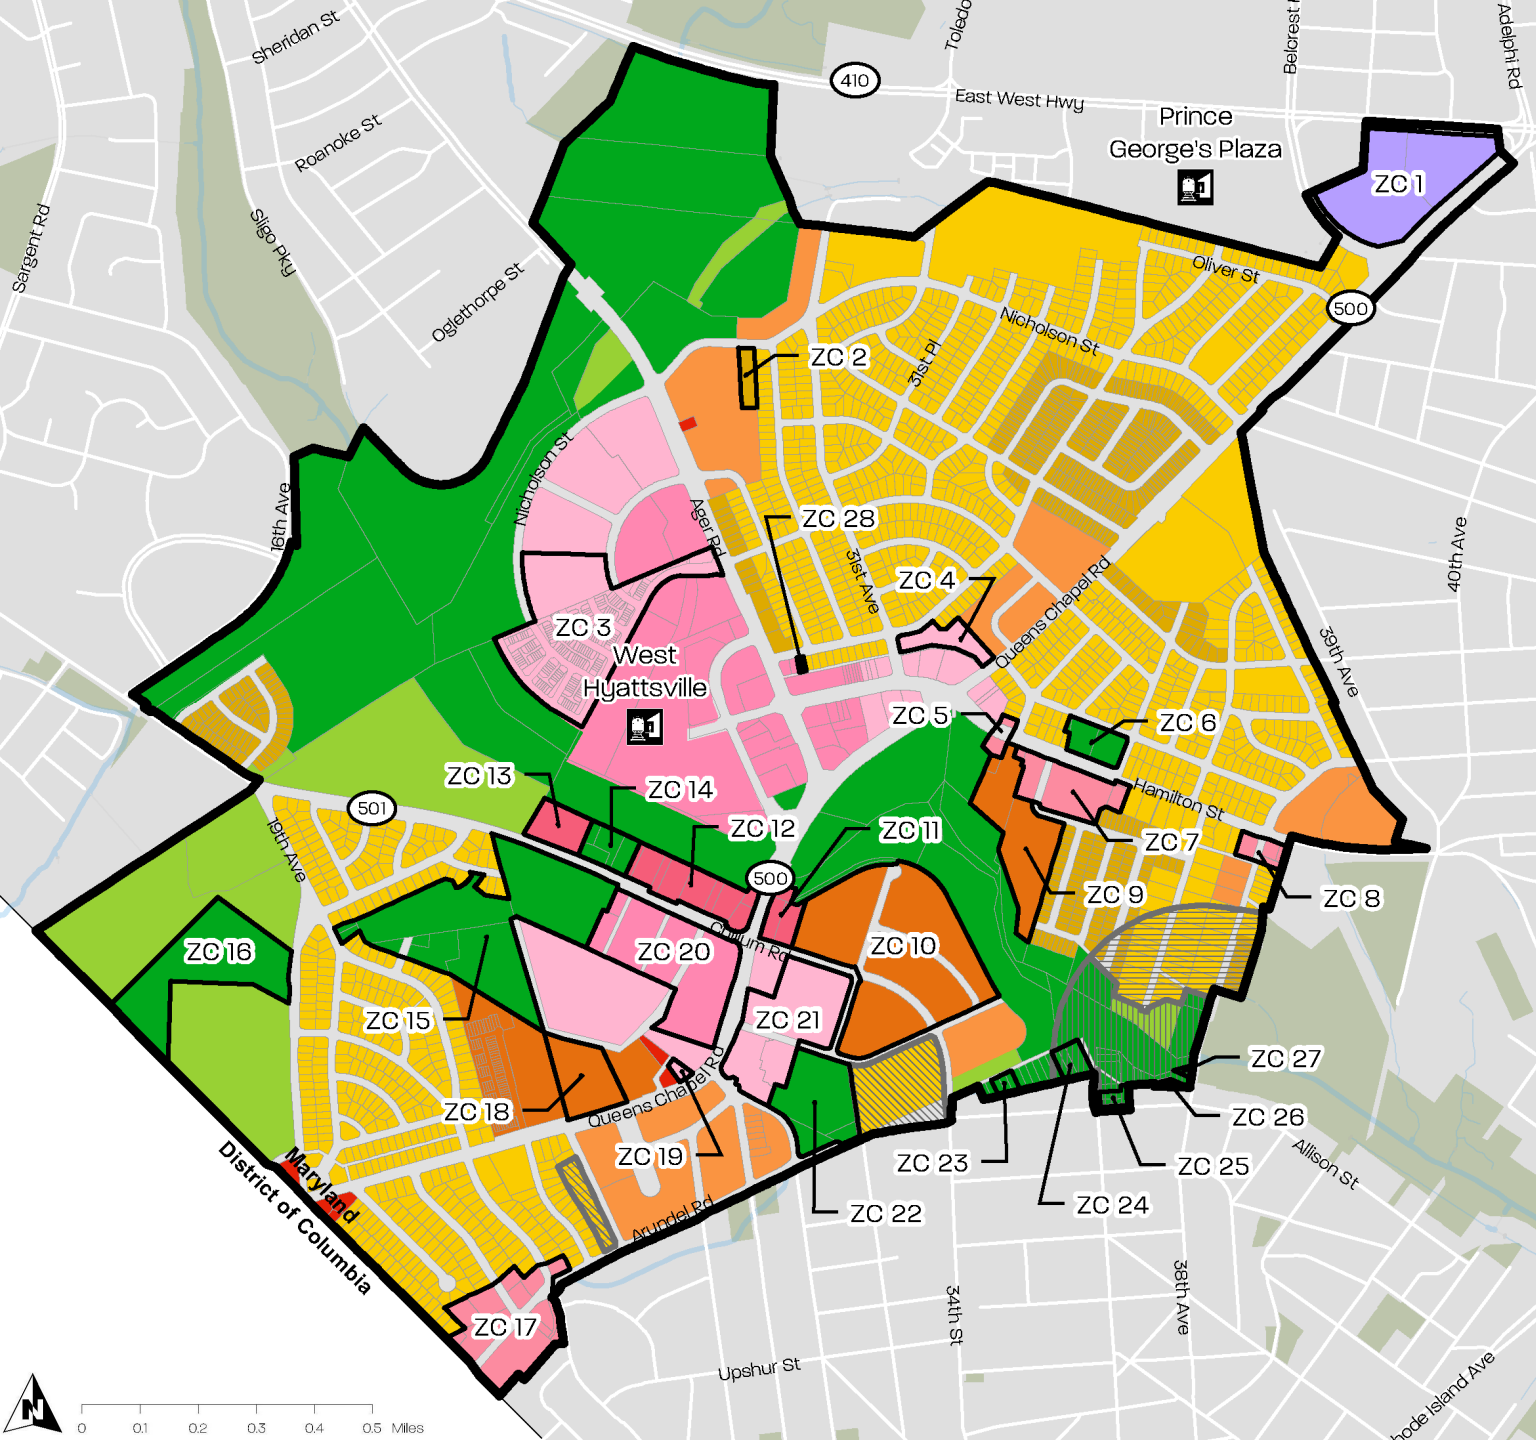 Sheridan St
Toledo
Belcrest
Adelphi Rd
410
East West Hwy
Prince
George's Plaza
Roanoke St
ZC 1
Sargent Rd
Sligo Pky
Oglethorpe St
Oliver St
500
Nicholson St
ZC 2
31st Pl
Nicholson St
16th Ave
Ager Rd
ZC 28
31st Ave
ZC 4
Queens Chapel Rd
40th Ave
39th Ave
ZC 3
West
Hyattsville
ZC 5
ZC 6
ZC 13
ZC 14
Hamilton St
501
19th Ave
ZC 12
ZC 11
ZC 7
500
ZC 9
ZC 8
Chillum Rd
ZC 16
ZC 20
ZC 10
ZC 15
ZC 21
ZC 27
ZC 18
Queens Chapel Rd
ZC 26
ZC 19
ZC 23
ZC 25
Allison St
Maryland
District of Columbia
ZC 24
ZC 22
Arundel Rd
34th St
38th Ave
ZC 17
Upshur St
Island Ave
N
0 0.1 0.2 0.3 0.4 0.5 Miles